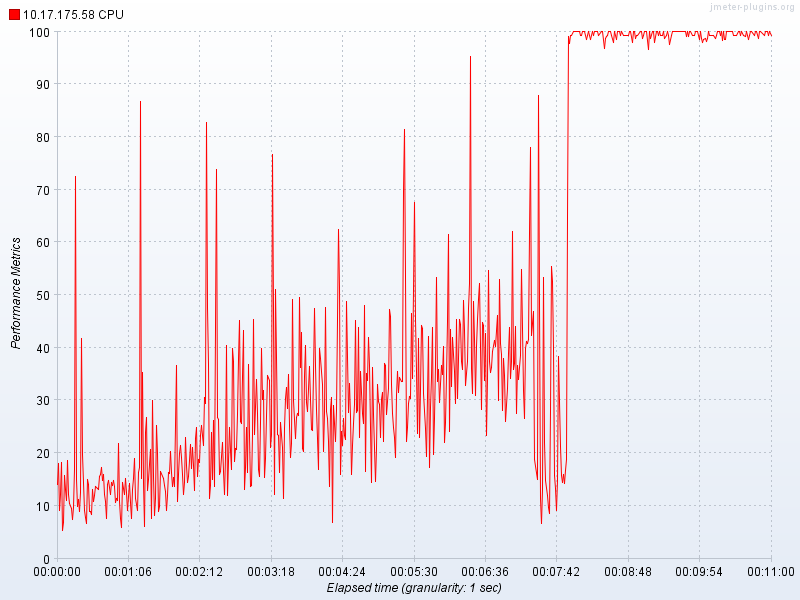 jmeter-plugins.org
10.17.175.58 CPU
100
90
80
70
60
50
40
30
20
10
0
Performance Metrics
00:00:00 00:01:06 00:02:12 00:03:18 00:04:24 00:05:30 00:06:36 00:07:42 00:08:48 00:09:54 00:11:00
Elapsed time (granularity: 1 sec)